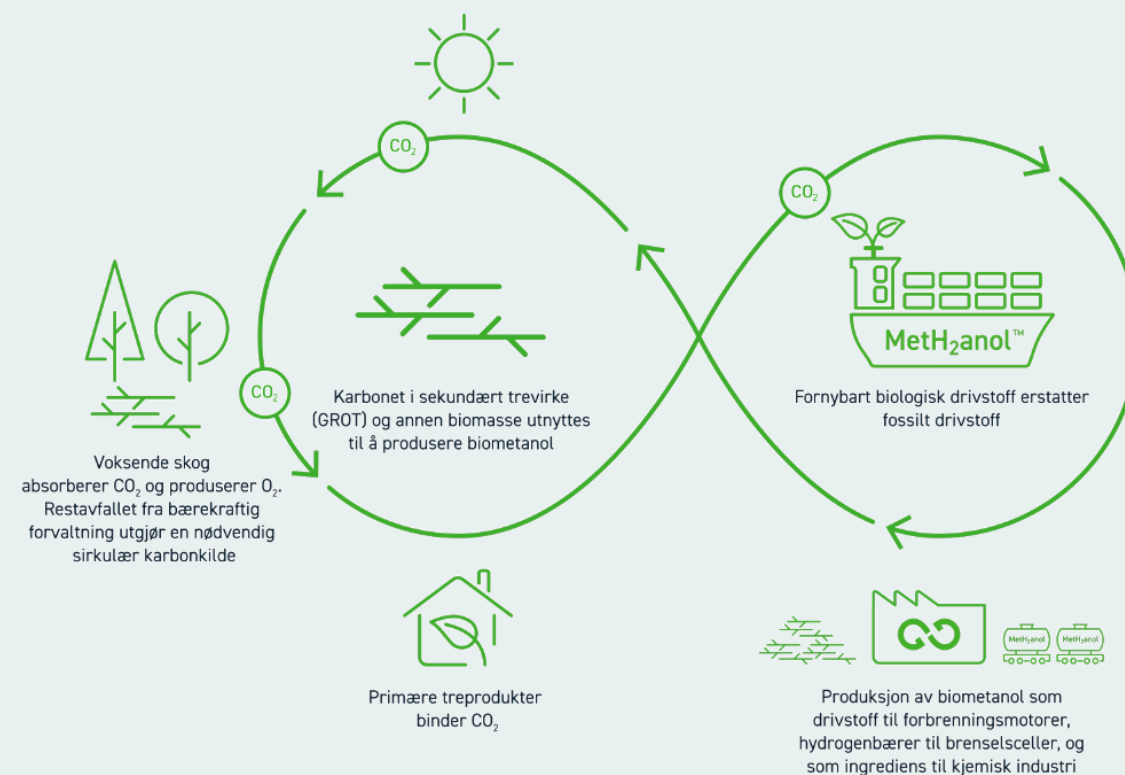 CO₂
CO₂
MetH₂anol™
CO₂
Karbonet i sekundært trevirke
(GROT) og annen biomasse utnyttes
til å produsere biometanol
Fornybart biologisk drivstoff erstatter
fossilt drivstoff
Voksende skog
absorberer CO₂ og produserer O₂.
Restavfallet fra bærekraftig
forvaltning utgjør en nødvendig
sirkulær karbonkilde
Primære treprodukter
binder CO₂
MetH₂anol
MetH₂anol
Produksjon av biometanol som
drivstoff til forbrenningsmotorer,
hydrogenbærer til brenselsceller, og
som ingrediens til kjemisk industri